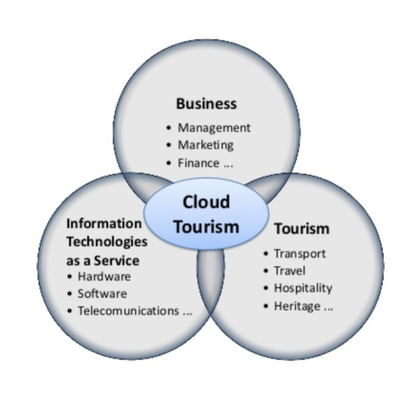 Business
• Management
• Marketing
• Finance ...
Cloud
Tourism
Information
Technologies
as a Service
• Hardware
• Software
• Telecomunications ...
Tourism
• Transport
• Travel
• Hospitality
• Heritage ...